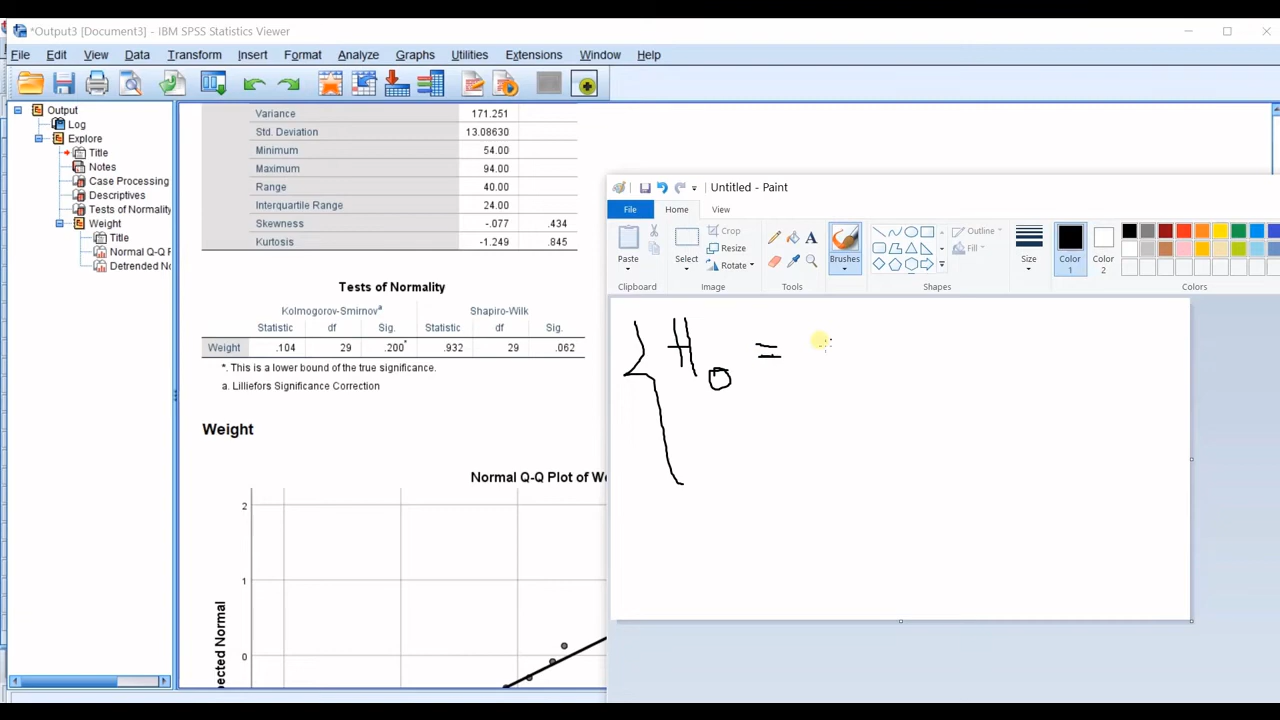 *Output3 [Document3] - IBM SPSS Statistics Viewer
File Edit View Data Transform Insert Format Analyze Graphs Utilities Extensions Window Help
Output
Log
Explore
Title
Notes
Case Processing
Descriptives
Tests of Normality
Weight
Title
Normal Q-Q P
Detrended No
Variance 171.251
Std. Deviation 13.08630
Minimum 54.00
Maximum 94.00
Range 40.00
Interquartile Range 24.00
Skewness -.077 .434
Kurtosis -1.249 .845
Tests of Normality
Kolmogorov-Smirnovª Shapiro-Wilk
Statistic df Sig. Statistic df Sig.
Weight .104 29 .200* .932 29 .062
*. This is a lower bound of the true significance.
a. Lilliefors Significance Correction
Weight
Normal Q-Q Plot of We
2
1
0
ected Normal
Untitled - Paint
File Home View
Paste
Clipboard
Select
Crop
Resize
Rotate
Image
A
Tools
Brushes
Shapes
Outline
Fill
Size
Color 1
Color 2
Colors
H0 =